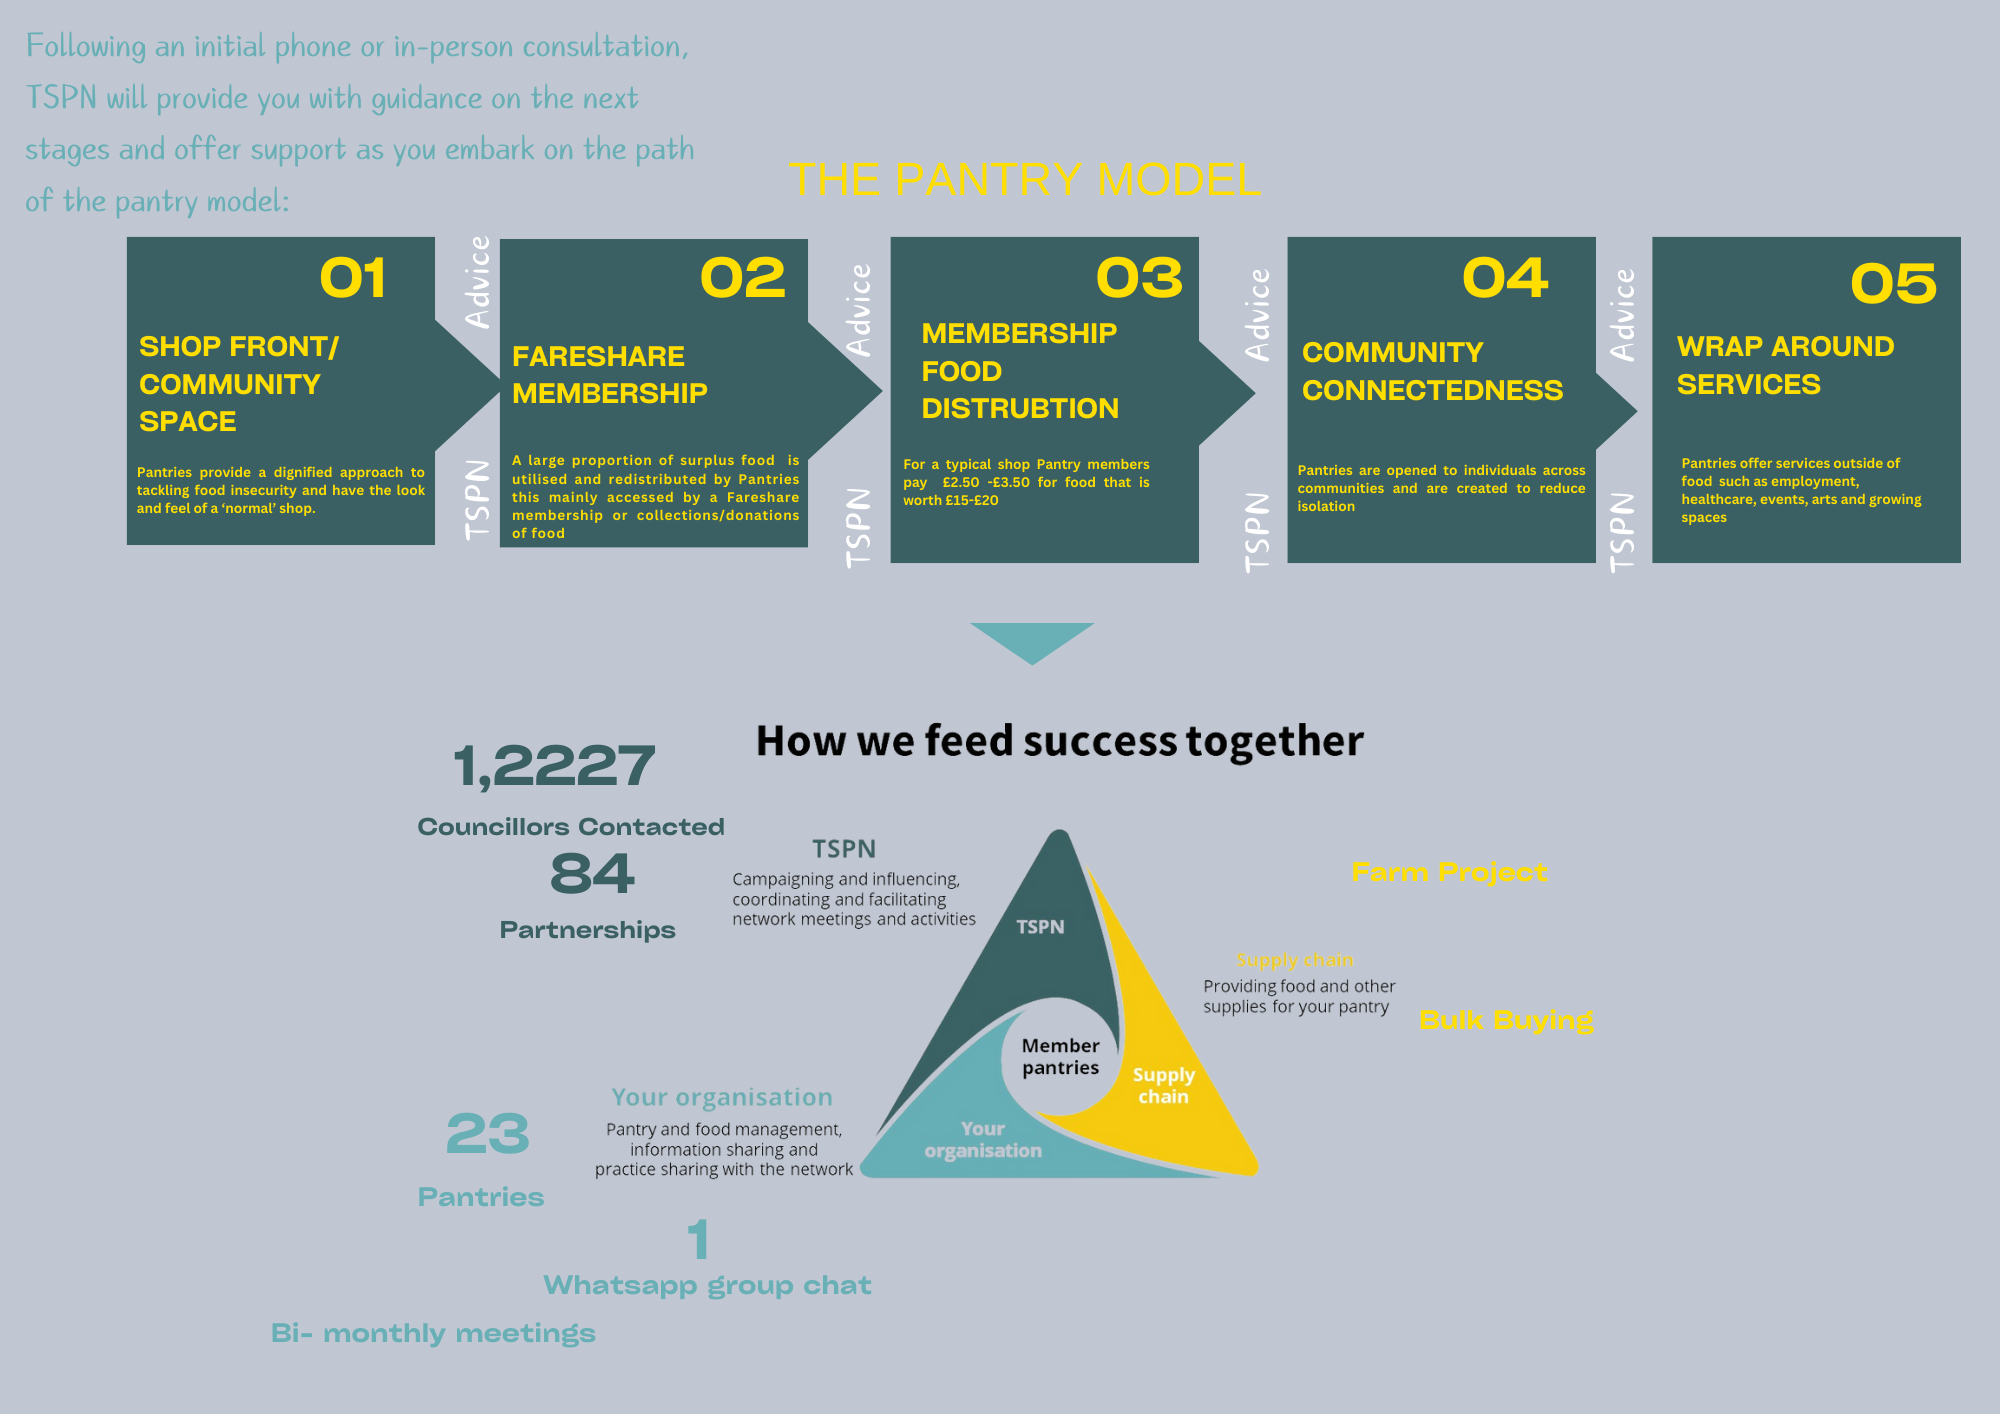 Following an initial phone or in-person consultation,
TSPN will provide you with guidance on the next
stages and offer support as you embark on the path
of the pantry model:
THE PANTRY MODEL
01
SHOP FRONT/
COMMUNITY
SPACE
Pantries provide a dignified approach to
tackling food insecurity and have the look
and feel of a ‘normal’ shop.
TSPN Advice
02
FARESHARE
MEMBERSHIP
A large proportion of surplus food is
utilised and redistributed by Pantries
this mainly accessed by a Fareshare
membership or collections/donations
of food
TSPN Advice
03
MEMBERSHIP
FOOD
DISTRUBTION
For a typical shop Pantry members
pay £2.50 -£3.50 for food that is
worth £15-£20
TSPN Advice
04
COMMUNITY
CONNECTEDNESS
Pantries are opened to individuals across
communities and are created to reduce
isolation
TSPN Advice
05
WRAP AROUND
SERVICES
Pantries offer services outside of
food such as employment,
healthcare, events, arts and growing
spaces
How we feed success together
1,2227
Councillors Contacted
84
Partnerships
TSPN
Campaigning and influencing,
coordinating and facilitating
network meetings and activities
TSPN
Farm Project
Supply chain
Providing food and other
supplies for your pantry
Bulk Buying
Member
pantries
Supply
chain
Your
organisation
Your organisation
Pantry and food management,
information sharing and
practice sharing with the network
23
Pantries
1
Whatsapp group chat
Bi- monthly meetings